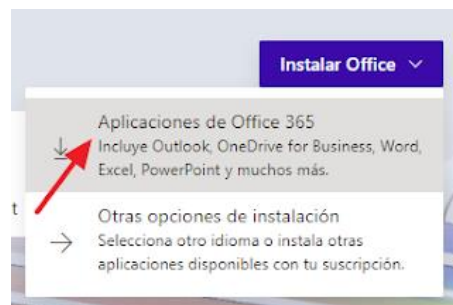 Instalar Office
Aplicaciones de Office 365
Incluye Outlook, OneDrive for Business, Word,
Excel, PowerPoint y muchos más.
t
Otras opciones de instalación
Selecciona otro idioma o instala otras
aplicaciones disponibles con tu suscripción.